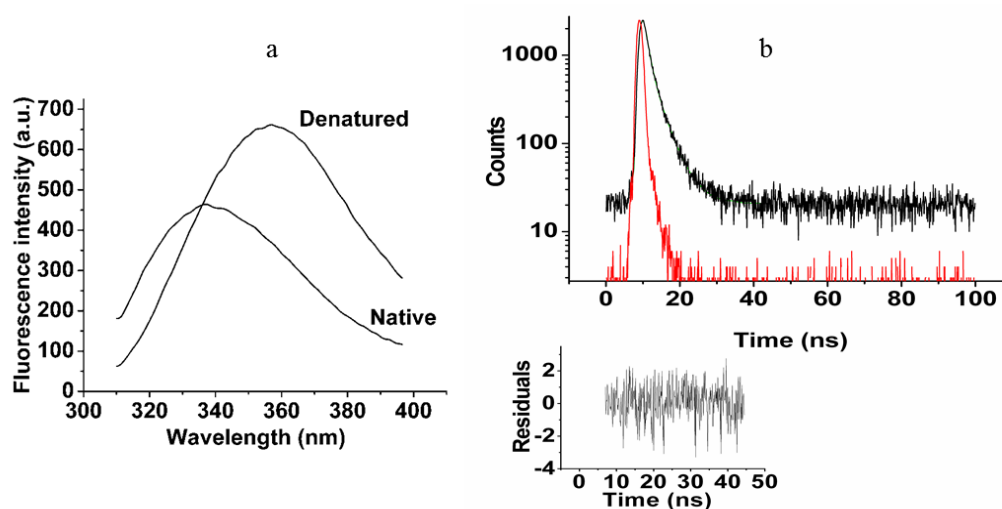 a
Fluorescence intensity (a.u.)
700
600
500
400
300
200
100
0
Denatured
Native
300 320 340 360 380 400
Wavelength (nm)
b
Counts
1000
100
10
0 20 40 60 80 100
Time (ns)
Residuals
2
0
-2
-4
0 10 20 30 40 50
Time (ns)